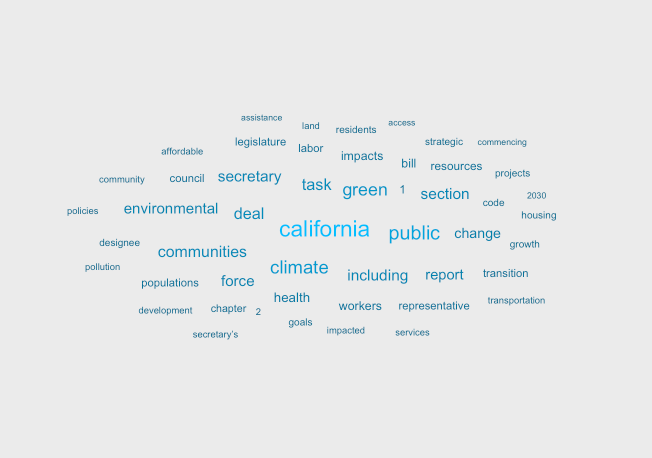 assistance
land
residents
access
legislature
labor
strategic
commencing
affordable
impacts
bill
resources
projects
community
council
secretary
task
green
1
section
code
2030
policies
environmental
deal
housing
california
public
change
growth
designee
communities
pollution
climate
including
report
transition
populations
force
health
workers
representative
transportation
development
chapter
2
goals
impacted
services
secretary's